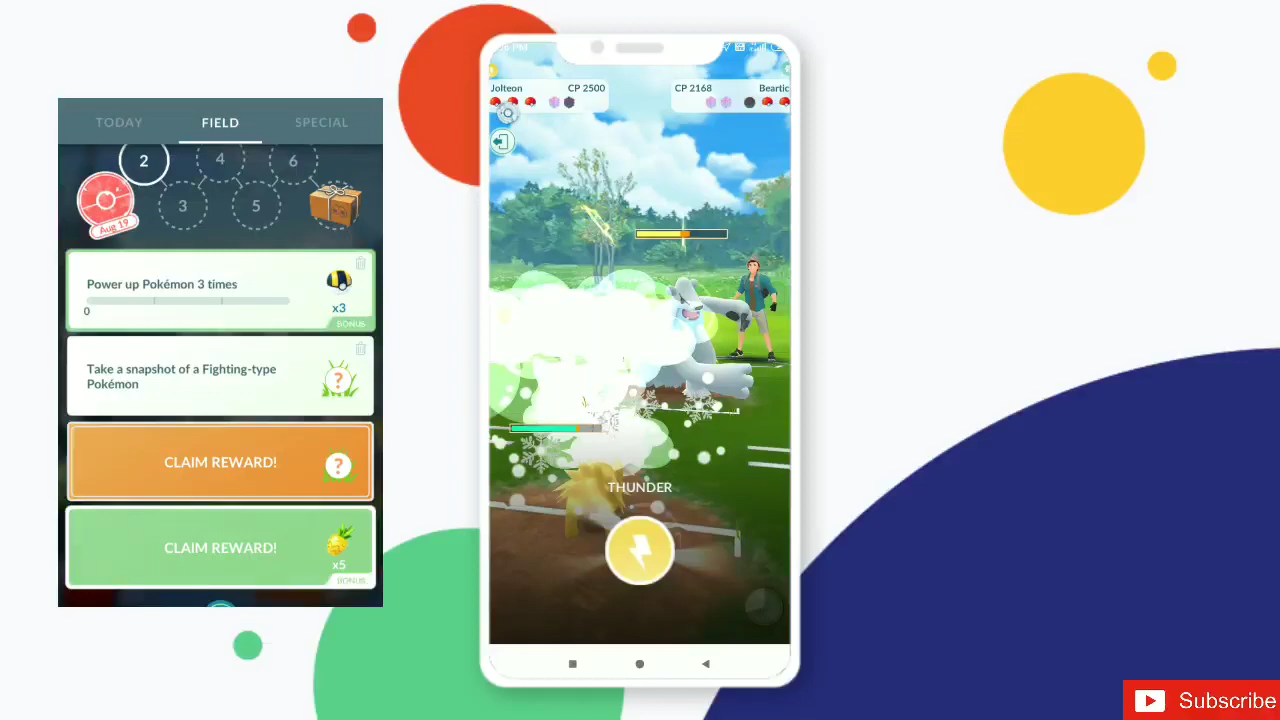 TODAY
FIELD
SPECIAL
2
4
6
3
5
Aug 19
Power up Pokémon 3 times
0
x3
BONUS
Take a snapshot of a Fighting-type
Pokémon
?
CLAIM REWARD!
?
CLAIM REWARD!
x5
BONUS
PM
Jolteon
CP 2500
CP 2168
Beartic
THUNDER
Subscribe